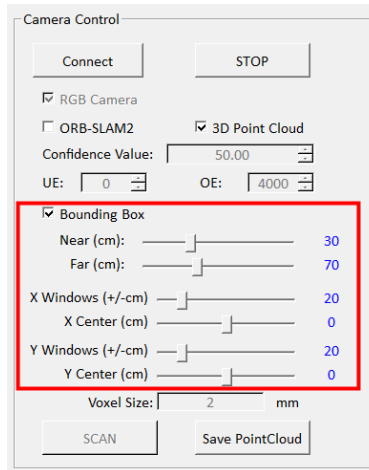 Camera Control
Connect STOP
RGB Camera
ORB-SLAM2 3D Point Cloud
Confidence Value: 50.00
UE: 0 OE: 4000
Bounding Box
Near (cm): 30
Far (cm): 70
X Windows (+/-cm) 20
X Center (cm) 0
Y Windows (+/-cm) 20
Y Center (cm) 0
Voxel Size: 2 mm
SCAN Save PointCloud